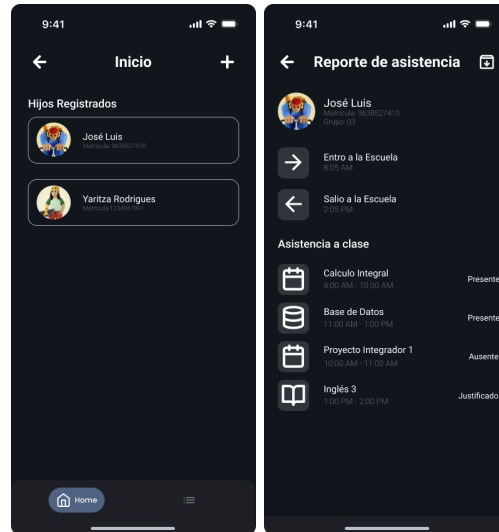 9:41
Inicio
Hijos Registrados
José Luis
Matricula: 9638527410
Yaritza Rodrigues
Home
9:41
Reporte de asistencia
José Luis
Matricula: 9638527410
Grupo: 03
Entro a la Escuela
8:05 AM
Salio a la Escuela
2:05 PM
Asistencia a clase
Calculo Integral
8:00 AM - 10:00 AM
Presente
Base de Datos
11:00 AM - 1:00 PM
Presente
Proyecto Integrador 1
10:00 AM - 11:00 AM
Ausente
Inglés 3
1:00 PM - 2:00 PM
Justificado